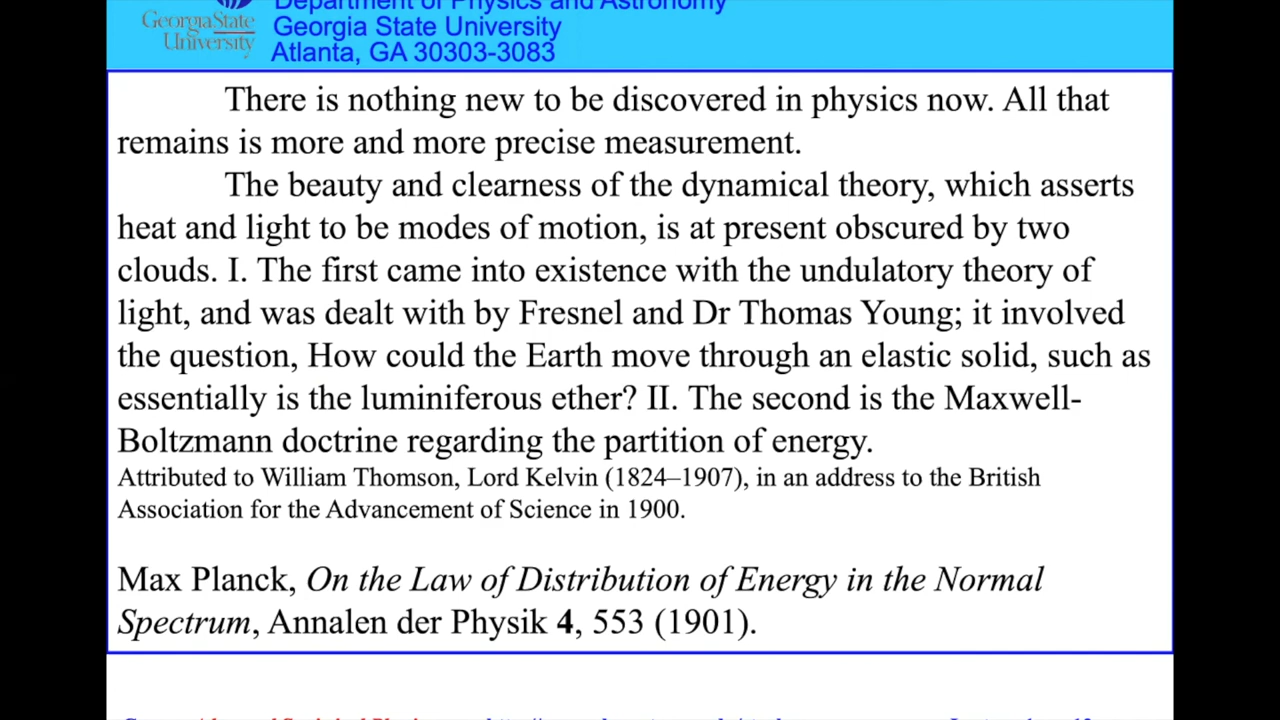 Department of Physics and Astronomy
GeorgiaState
University
Georgia State University
Atlanta, GA 30303-3083
There is nothing new to be discovered in physics now. All that
remains is more and more precise measurement.
The beauty and clearness of the dynamical theory, which asserts
heat and light to be modes of motion, is at present obscured by two
clouds. I. The first came into existence with the undulatory theory of
light, and was dealt with by Fresnel and Dr Thomas Young; it involved
the question, How could the Earth move through an elastic solid, such as
essentially is the luminiferous ether? II. The second is the Maxwell-
Boltzmann doctrine regarding the partition of energy.
Attributed to William Thomson, Lord Kelvin (1824–1907), in an address to the British
Association for the Advancement of Science in 1900.
Max Planck, On the Law of Distribution of Energy in the Normal
Spectrum, Annalen der Physik 4, 553 (1901).